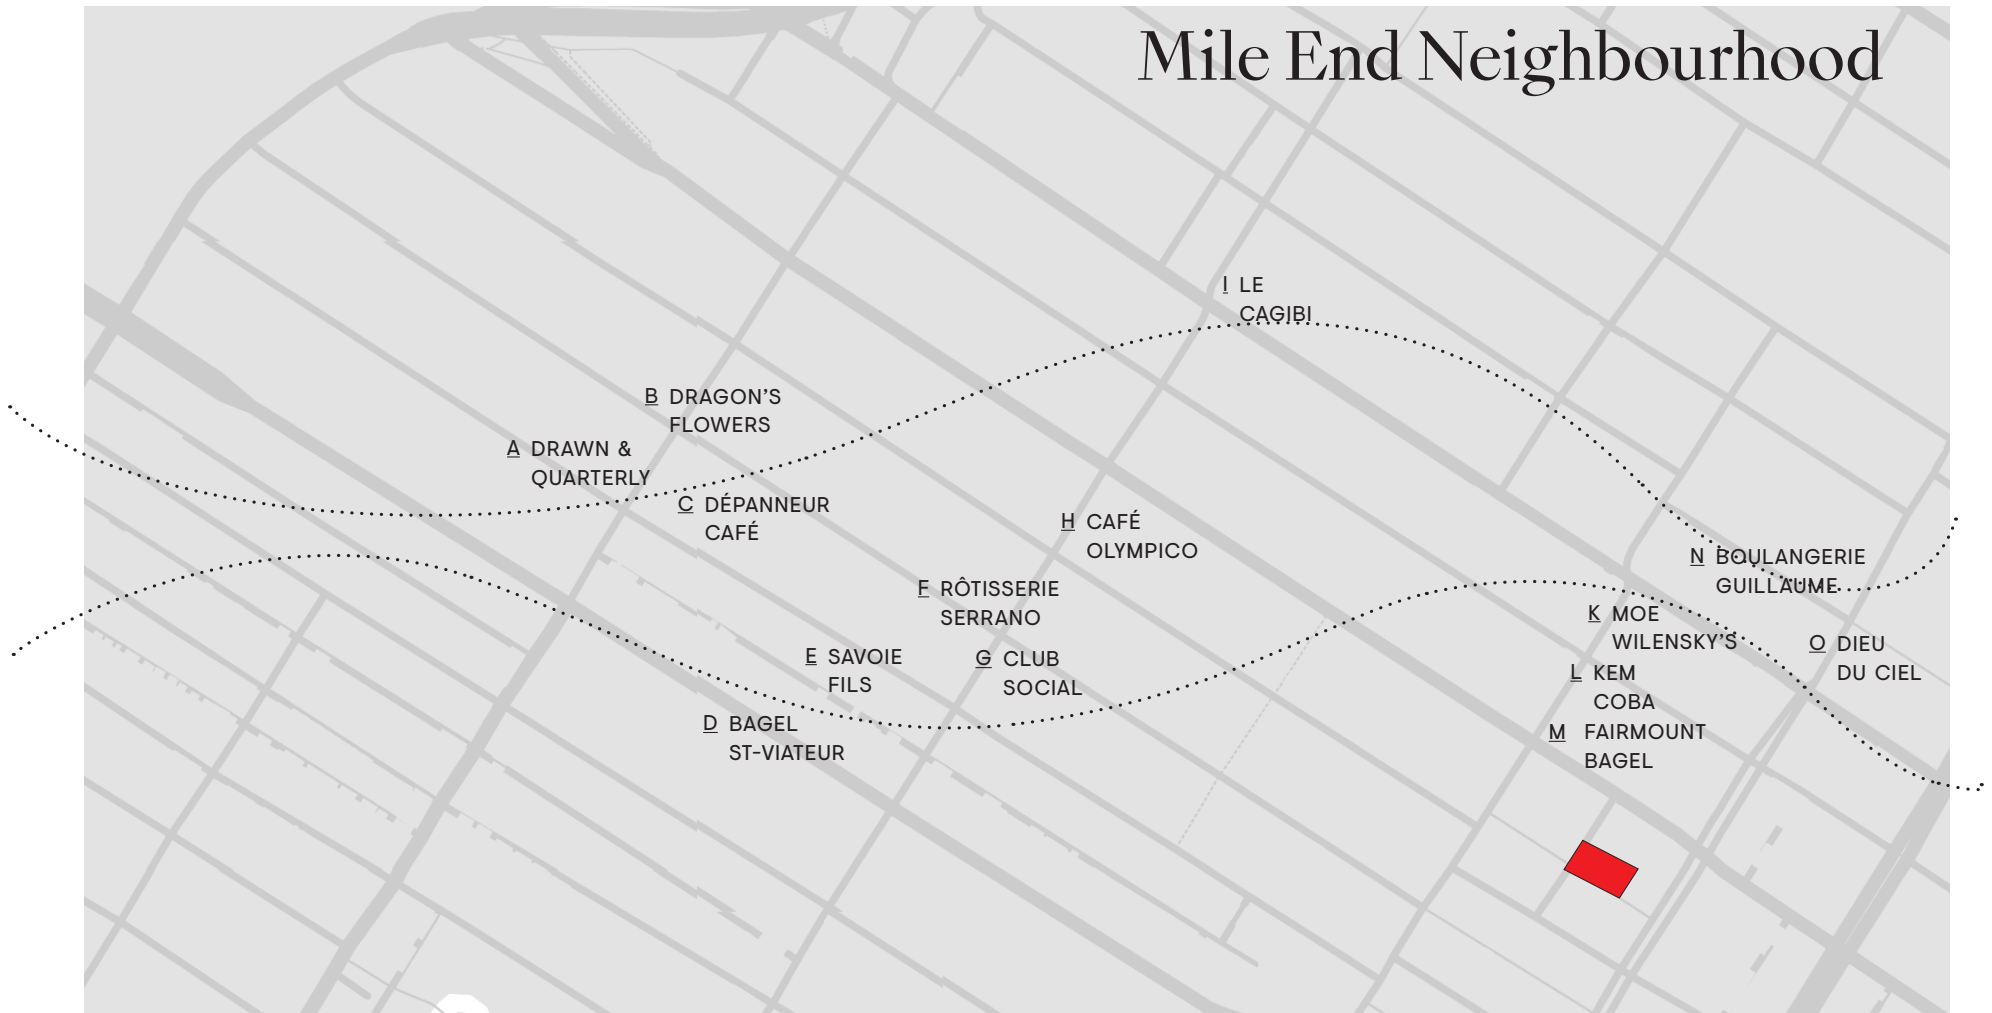 Mile End Neighbourhood
I LE
CAGIBI
B DRAGON’S
FLOWERS
A DRAWN &
QUARTERLY
C DÉPANNEUR
CAFÉ
H CAFÉ
OLYMPICO
F RÔTISSERIE
SERRANO
E SAVOIE
FILS
G CLUB
SOCIAL
D BAGEL
ST-VIATEUR
N BOULANGERIE
GUILLAUME
K MOE
WILENSKY’S
O DIEU
DU CIEL
L KEM
COBA
M FAIRMOUNT
BAGEL